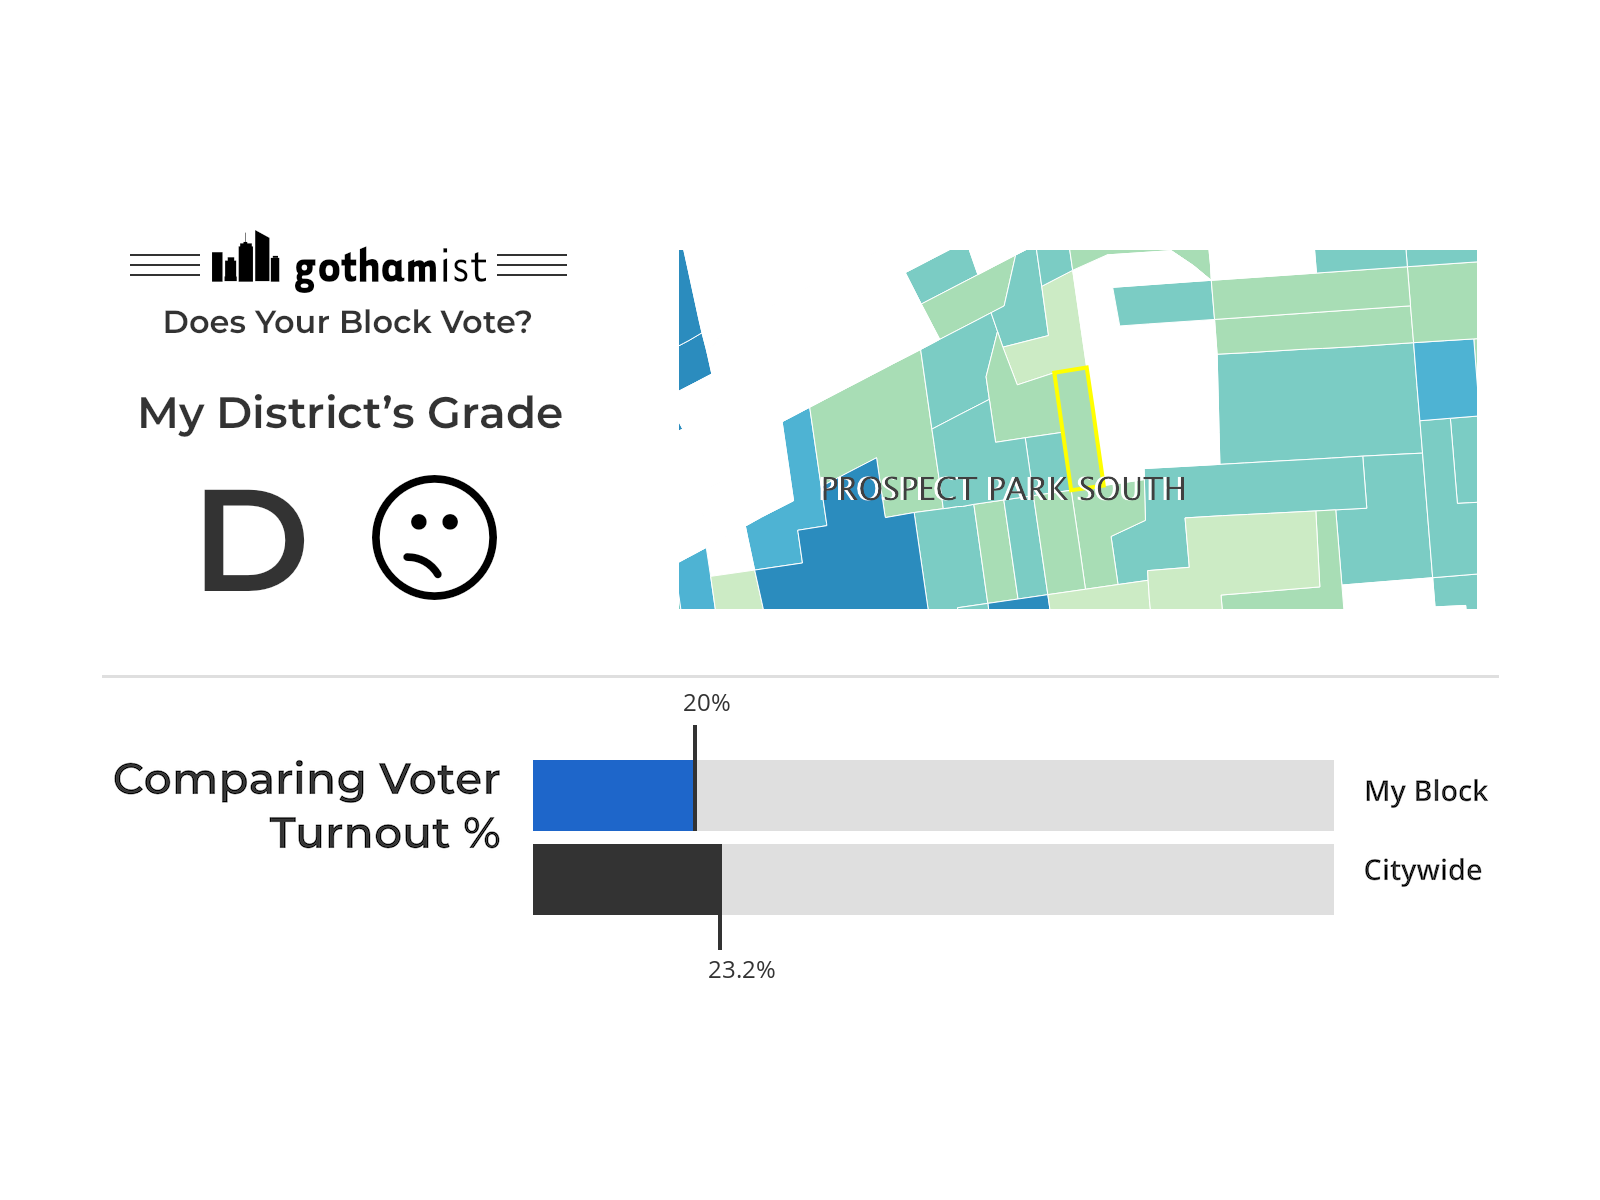 gothamist
Does Your Block Vote?
My District’s Grade
D
PROSPECT PARK SOUTH
20%
Comparing Voter
Turnout %
My Block
Citywide
23.2%